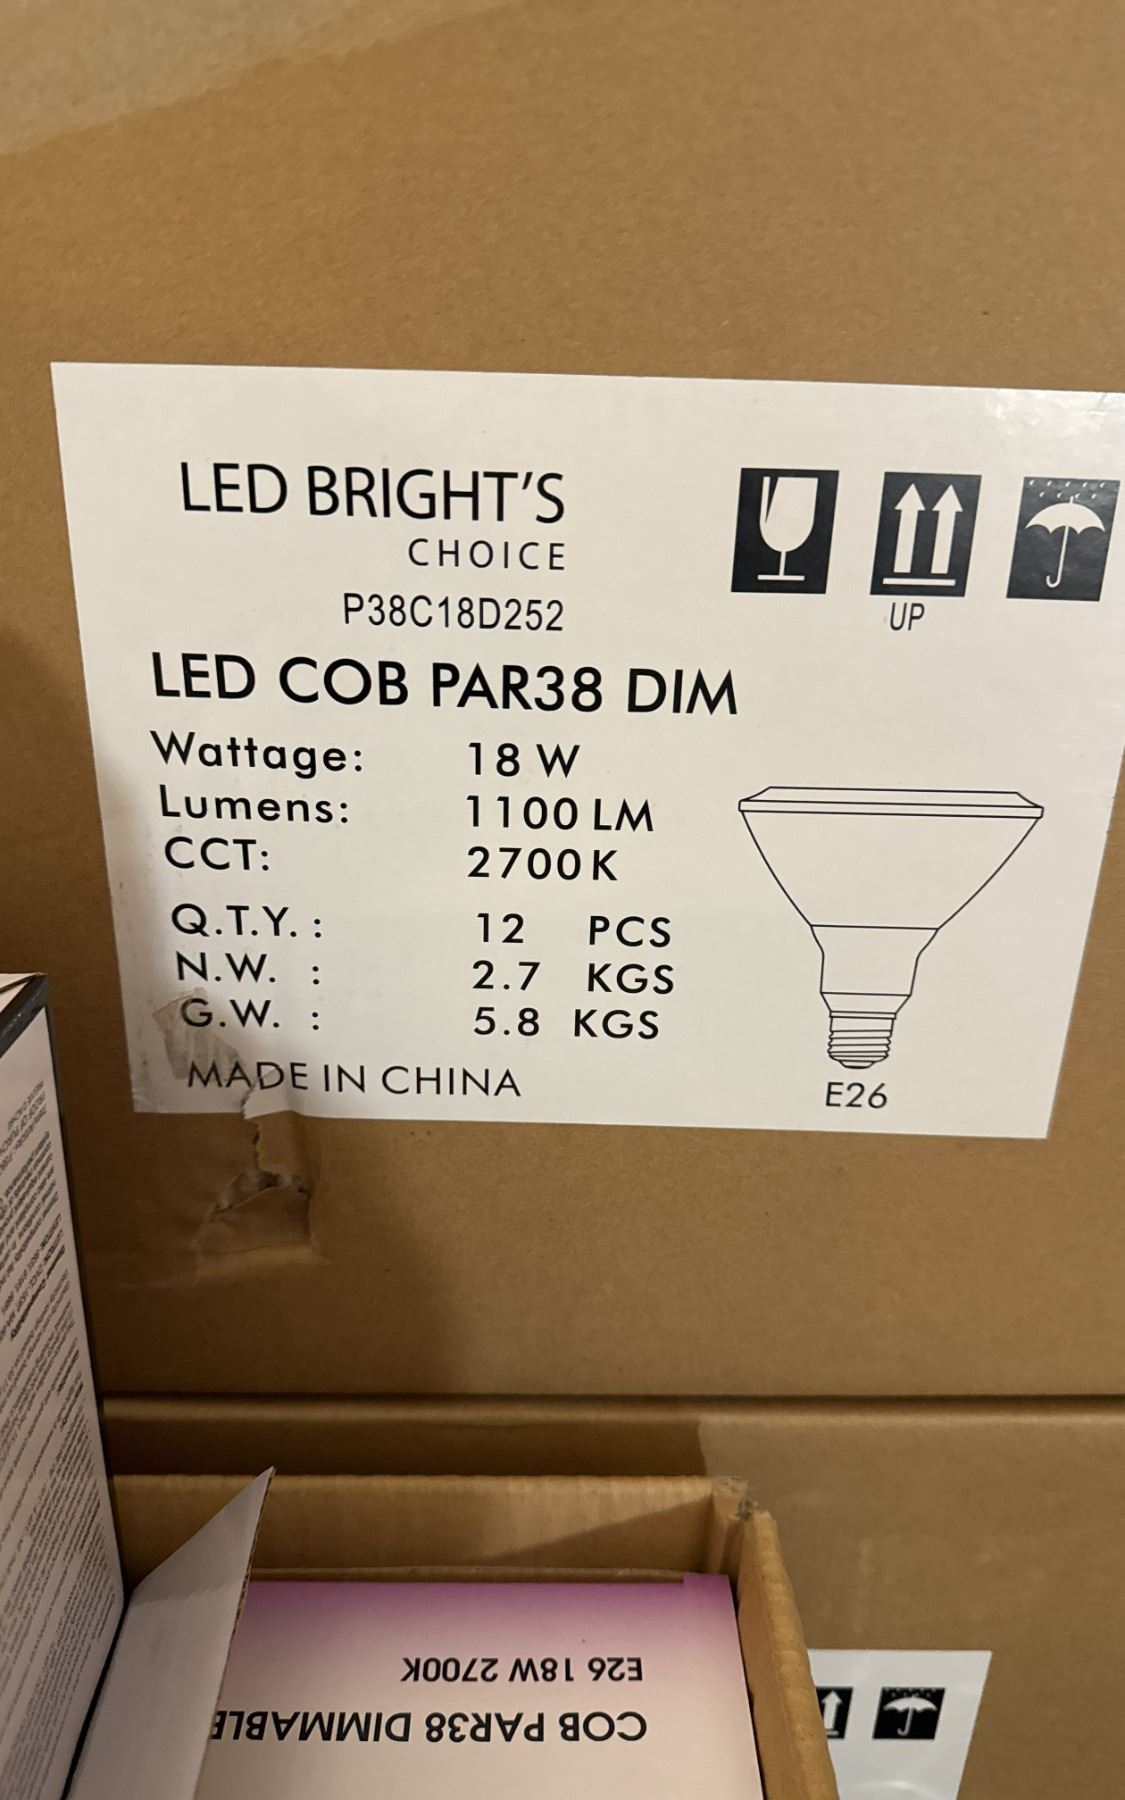 LED BRIGHT'S
CHOICE
P38C18D252
UP
LED COB PAR38 DIM
Wattage: 18 W
Lumens: 1100 LM
CCT: 2700 K
Q.T.Y. : 12 PCS
N.W. : 2.7 KGS
G.W. : 5.8 KGS
MADE IN CHINA
E26
COB PAR38 DIMMABLE
E26 18W 2700K